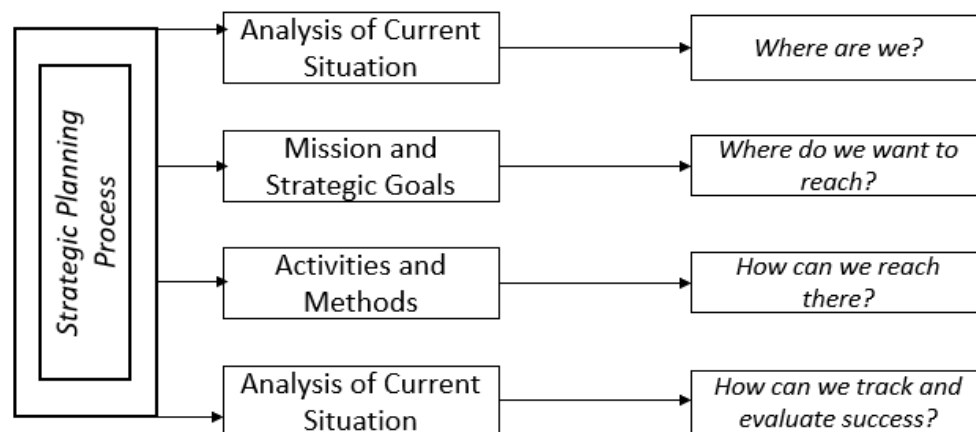 Strategic Planning
Process
Analysis of Current
Situation
Where are we?
Mission and
Strategic Goals
Where do we want to
reach?
Activities and
Methods
How can we reach
there?
Analysis of Current
Situation
How can we track and
evaluate success?